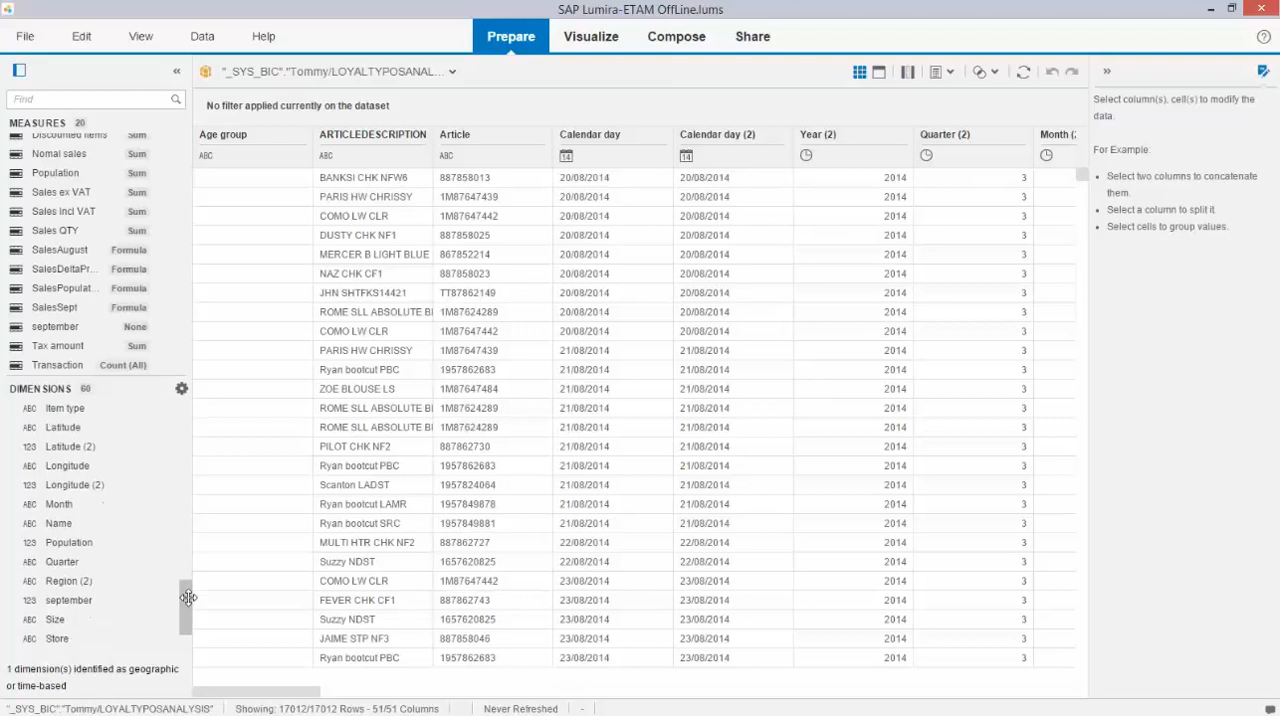 SAP Lumira-ETAM OffLine.lums
File Edit View Data Help Prepare Visualize Compose Share
"_SYS_BIC"."Tommy/LOYALTYPOSANAL...
Find
MEASURES 20
Discounted items Sum
Nomal sales Sum
Population Sum
Sales ex VAT Sum
Sales incl VAT Sum
Sales QTY Sum
SalesAugust Formula
SalesDeltaPr... Formula
SalesPopulat... Formula
SalesSept Formula
september None
Tax amount Sum
Transaction Count (All)
DIMENSIONS 60
ABC Item type
ABC Latitude
123 Latitude (2)
ABC Longitude
123 Longitude (2)
ABC Month
ABC Name
123 Population
ABC Quarter
ABC Region (2)
123 september
ABC Size
ABC Store
1 dimension(s) identified as geographic
or time-based
No filter applied currently on the dataset
Age group ARTICLEDESCRIPTION Article Calendar day Calendar day (2) Year (2) Quarter (2) Month (2
ABC ABC ABC 14 14
BANKSI CHK NFW6 887858013 20/08/2014 20/08/2014 2014 3
PARIS HW CHRISSY 1M87647439 20/08/2014 20/08/2014 2014 3
COMO LW CLR 1M87647442 20/08/2014 20/08/2014 2014 3
DUSTY CHK NF1 887858025 20/08/2014 20/08/2014 2014 3
MERCER B LIGHT BLUE 867852214 20/08/2014 20/08/2014 2014 3
NAZ CHK CF1 887858023 20/08/2014 20/08/2014 2014 3
JHN SHTFKS14421 TT87862149 20/08/2014 20/08/2014 2014 3
ROME SLL ABSOLUTE BI 1M87624289 20/08/2014 20/08/2014 2014 3
COMO LW CLR 1M87647442 20/08/2014 20/08/2014 2014 3
PARIS HW CHRISSY 1M87647439 21/08/2014 21/08/2014 2014 3
Ryan bootcut PBC 1957862683 21/08/2014 21/08/2014 2014 3
ZOE BLOUSE LS 1M87647484 21/08/2014 21/08/2014 2014 3
ROME SLL ABSOLUTE BI 1M87624289 21/08/2014 21/08/2014 2014 3
ROME SLL ABSOLUTE BI 1M87624289 21/08/2014 21/08/2014 2014 3
PILOT CHK NF2 887862730 21/08/2014 21/08/2014 2014 3
Ryan bootcut PBC 1957862683 21/08/2014 21/08/2014 2014 3
Scanton LADST 1957824064 21/08/2014 21/08/2014 2014 3
Ryan bootcut LAMR 1957849878 21/08/2014 21/08/2014 2014 3
Ryan bootcut SRC 1957849881 21/08/2014 21/08/2014 2014 3
MULTI HTR CHK NF2 887862727 22/08/2014 22/08/2014 2014 3
Suzzy NDST 1657620825 22/08/2014 22/08/2014 2014 3
COMO LW CLR 1M87647442 23/08/2014 23/08/2014 2014 3
FEVER CHK CF1 887862743 23/08/2014 23/08/2014 2014 3
Suzzy NDST 1657620825 23/08/2014 23/08/2014 2014 3
JAIME STP NF3 887858046 23/08/2014 23/08/2014 2014 3
Ryan bootcut PBC 1957862683 23/08/2014 23/08/2014 2014 3
Select column(s), cell(s) to modify the
data.
For Example:
• Select two columns to concatenate
them.
• Select a column to split it
• Select cells to group values.
"_SYS_BIC"."Tommy/LOYALTYPOSANALYSIS" Showing: 17012/17012 Rows - 51/51 Columns Never Refreshed -